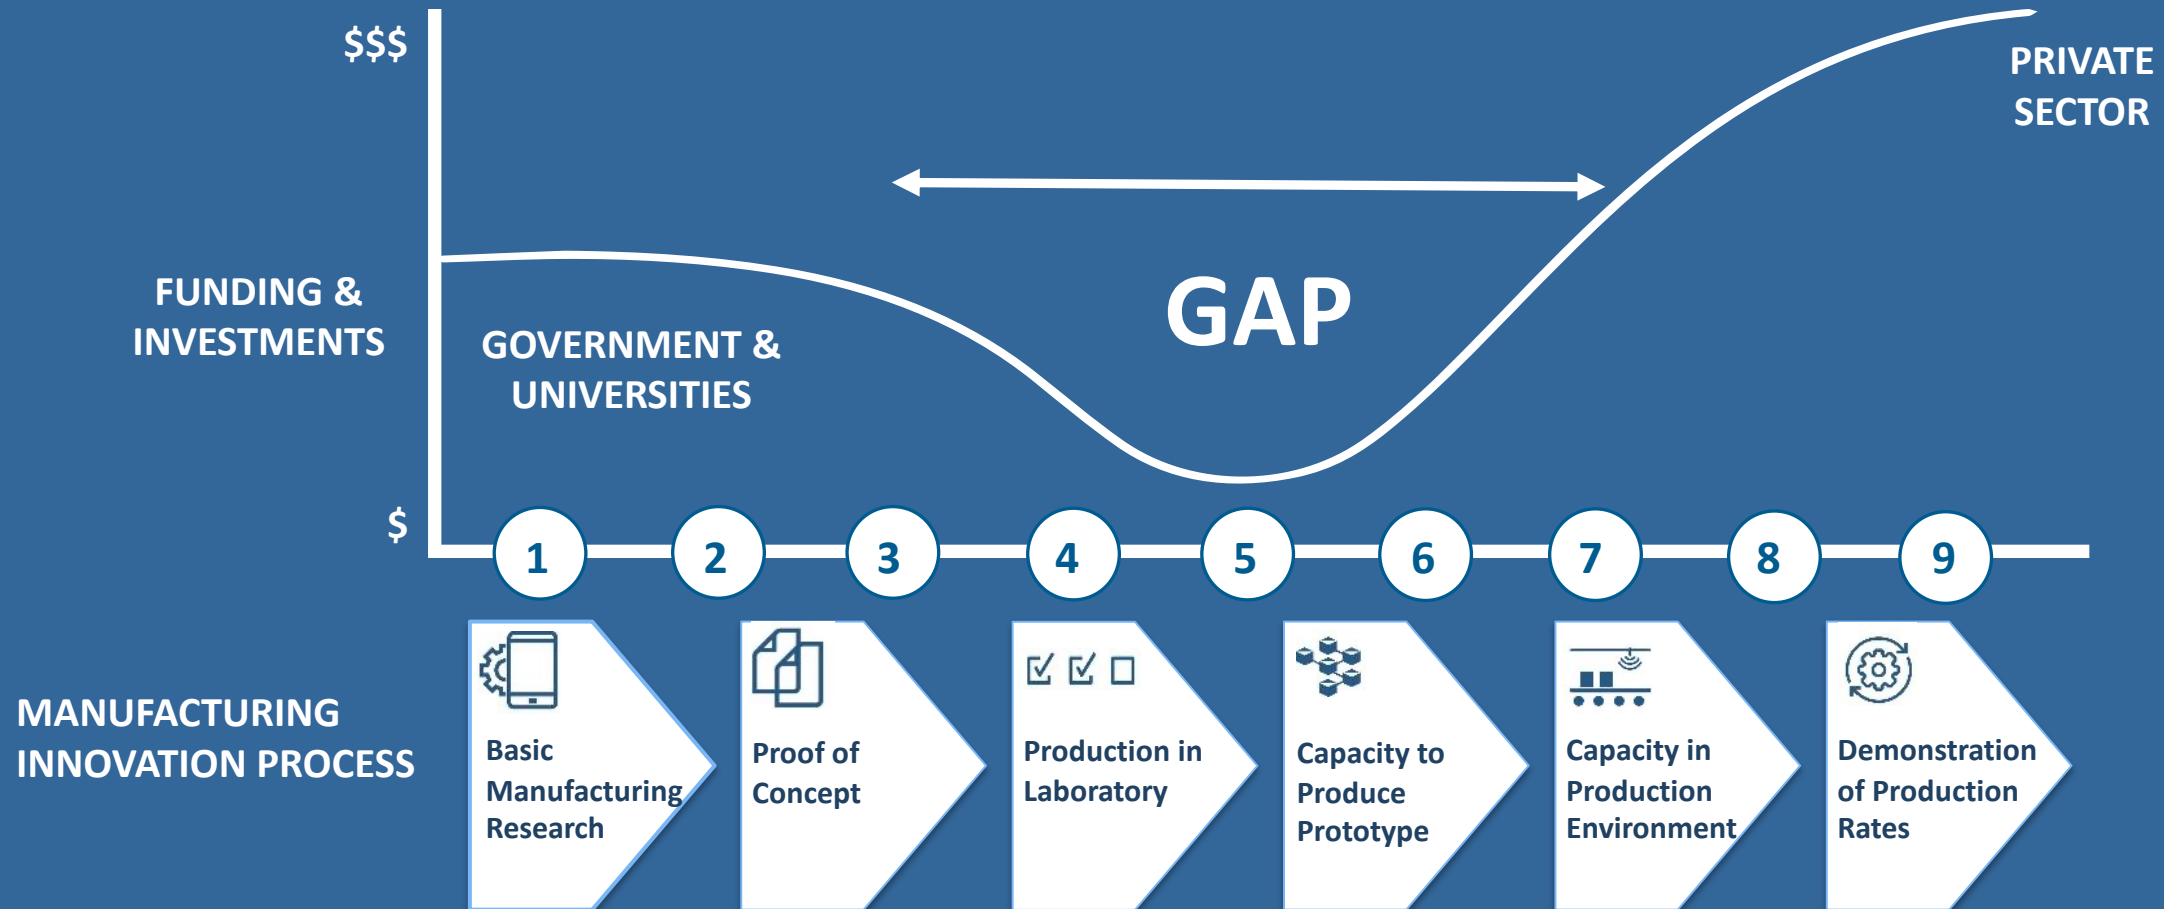 $$$
PRIVATE
SECTOR
GAP
FUNDING &
INVESTMENTS
GOVERNMENT &
UNIVERSITIES
$
1 2 3 4 5 6 7 8 9
MANUFACTURING
INNOVATION PROCESS
Basic
Manufacturing
Research
Proof of
Concept
Production in
Laboratory
Capacity to
Produce
Prototype
Capacity in
Production
Environment
Demonstration
of Production
Rates